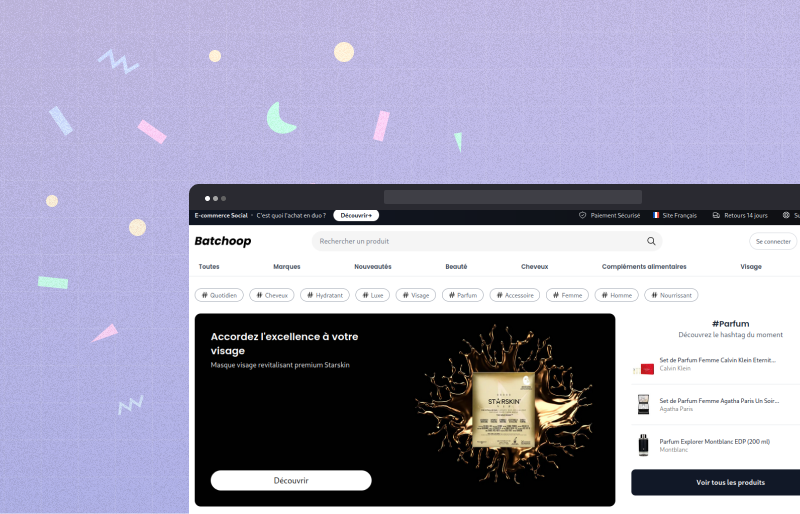 E-commerce Social • C'est quoi l'achat en duo ? Découvrir→ Paiement Sécurisé Site Français Retours 14 jours
Batchoop Rechercher un produit Se connecter
Toutes Marques Nouveautés Beauté Cheveux Compléments alimentaires Visage
# Quotidien # Cheveux # Hydratant # Luxe # Visage # Parfum # Accessoire # Femme # Homme # Nourrissant
Accordez l'excellence à votre
visage
Masque visage revitalisant premium Starskin
STARSKIN
Découvrir
#Parfum
Découvrez le hashtag du moment
Set de Parfum Femme Calvin Klein Eternit...
Calvin Klein
Set de Parfum Femme Agatha Paris Un Soir...
Agatha Paris
Parfum Explorer Montblanc EDP (200 ml)
Montblanc
Voir tous les produits